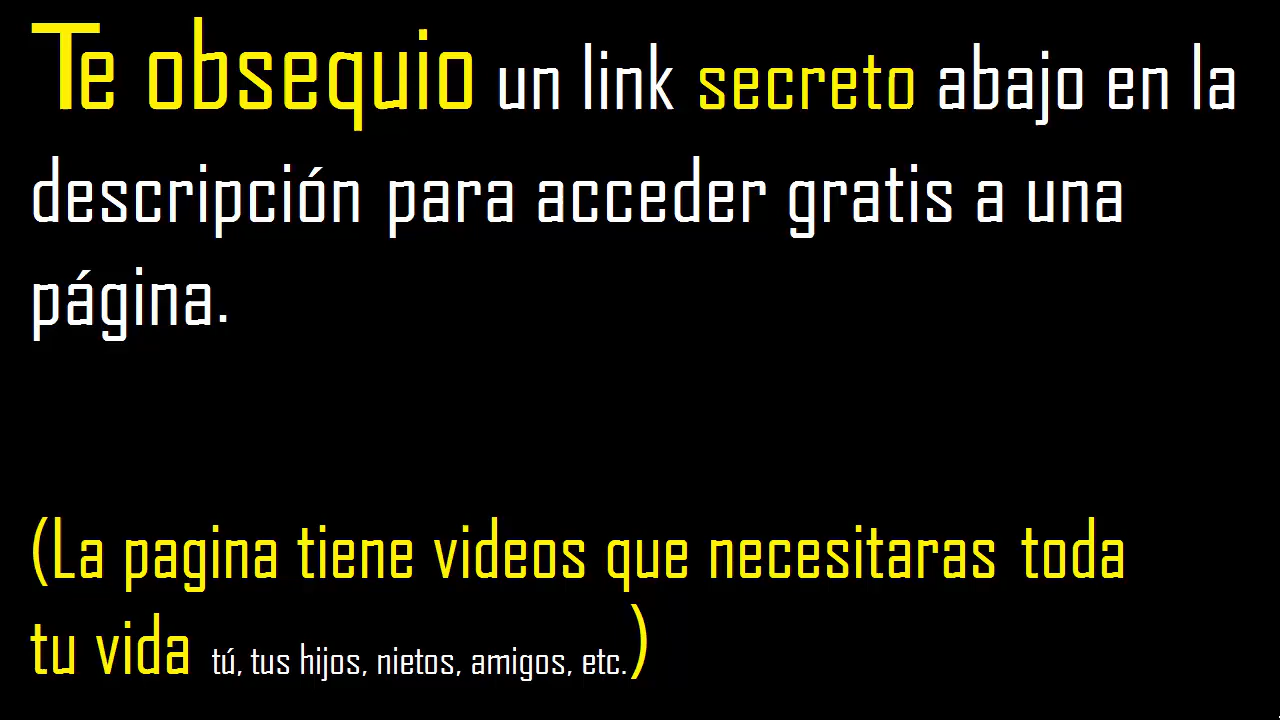 Te obsequio un link secreto abajo en la
descripción para acceder gratis a una
página.
(La pagina tiene videos que necesitaras toda
tu vida tú, tus hijos, nietos, amigos, etc.)